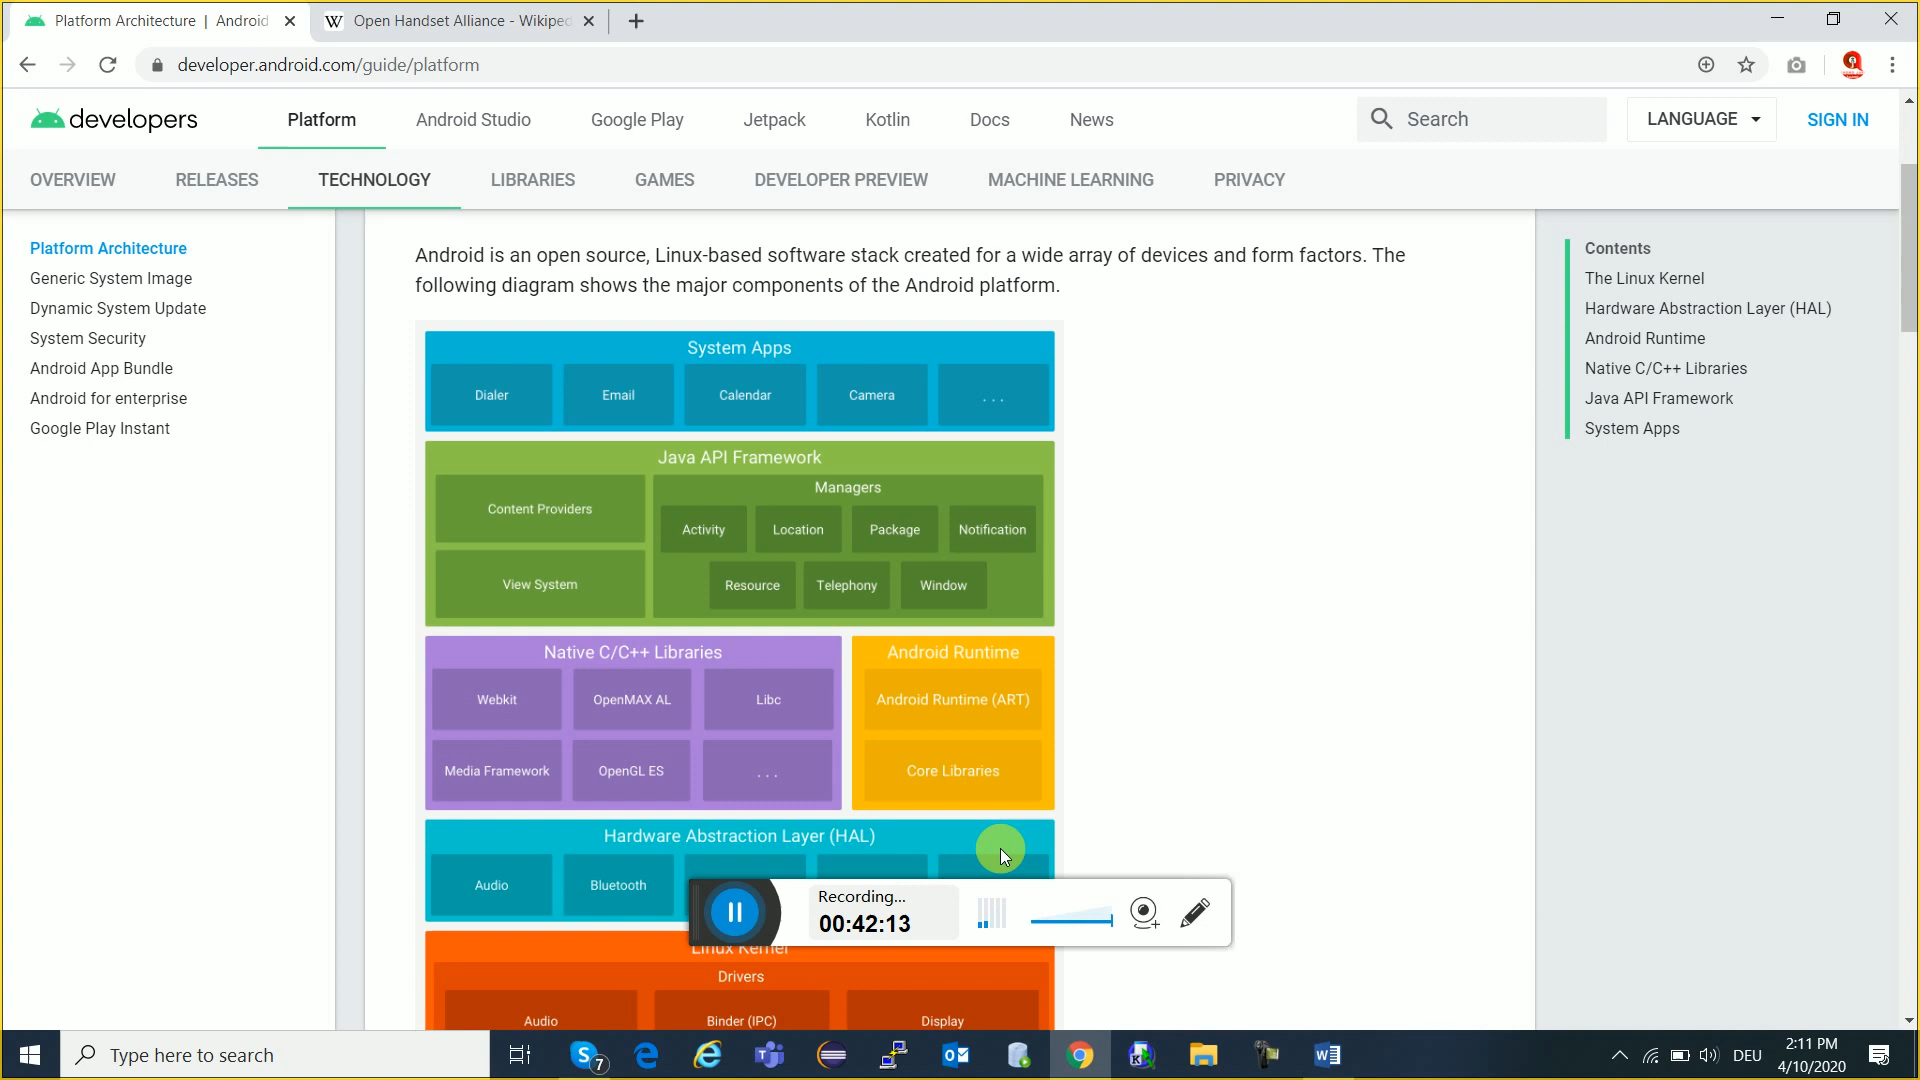 Platform Architecture | Android
Open Handset Alliance - Wikiped
developer.android.com/guide/platform
developers
Platform
Android Studio
Google Play
Jetpack
Kotlin
Docs
News
Search
LANGUAGE
SIGN IN
OVERVIEW
RELEASES
TECHNOLOGY
LIBRARIES
GAMES
DEVELOPER PREVIEW
MACHINE LEARNING
PRIVACY
Platform Architecture
Generic System Image
Dynamic System Update
System Security
Android App Bundle
Android for enterprise
Google Play Instant
Android is an open source, Linux-based software stack created for a wide array of devices and form factors. The
following diagram shows the major components of the Android platform.
System Apps
Dialer
Email
Calendar
Camera
. . .
Java API Framework
Content Providers
View System
Managers
Activity
Location
Package
Notification
Resource
Telephony
Window
Native C/C++ Libraries
Webkit
OpenMAX AL
Libc
Media Framework
OpenGL ES
. . .
Android Runtime
Android Runtime (ART)
Core Libraries
Hardware Abstraction Layer (HAL)
Audio
Bluetooth
Linux Kernel
Drivers
Audio
Binder (IPC)
Display
Contents
The Linux Kernel
Hardware Abstraction Layer (HAL)
Android Runtime
Native C/C++ Libraries
Java API Framework
System Apps
Recording...
00:42:13
Type here to search
7
DEU
2:11 PM
4/10/2020